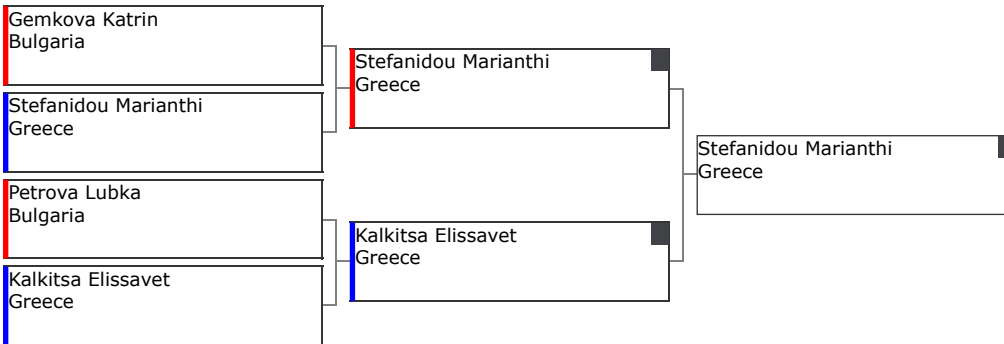 Gemkova Katrin
Bulgaria
Stefanidou Marianthi
Greece
Petrova Lubka
Bulgaria
Kalkitsa Elissavet
Greece
Stefanidou Marianthi
Greece
Kalkitsa Elissavet
Greece
Stefanidou Marianthi
Greece